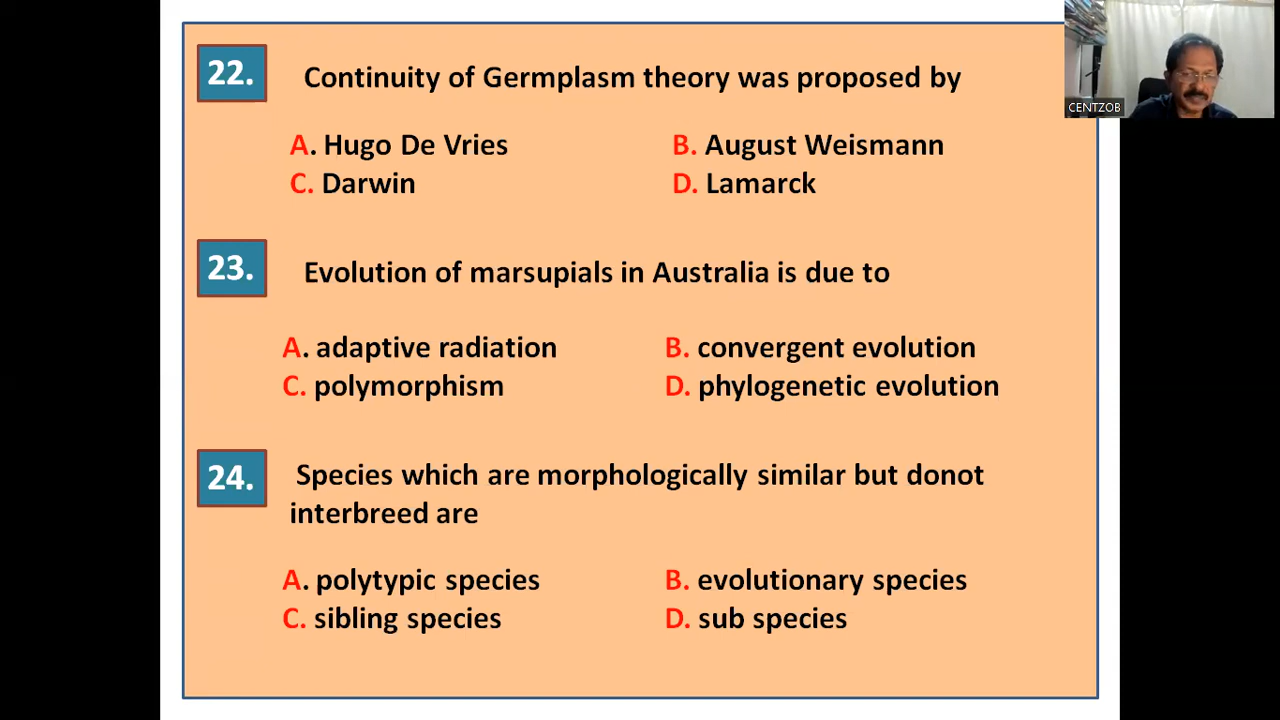 22. Continuity of Germplasm theory was proposed by
A. Hugo De Vries B. August Weismann
C. Darwin D. Lamarck
23. Evolution of marsupials in Australia is due to
A. adaptive radiation B. convergent evolution
C. polymorphism D. phylogenetic evolution
24. Species which are morphologically similar but donot
interbreed are
A. polytypic species B. evolutionary species
C. sibling species D. sub species
CENTZOB